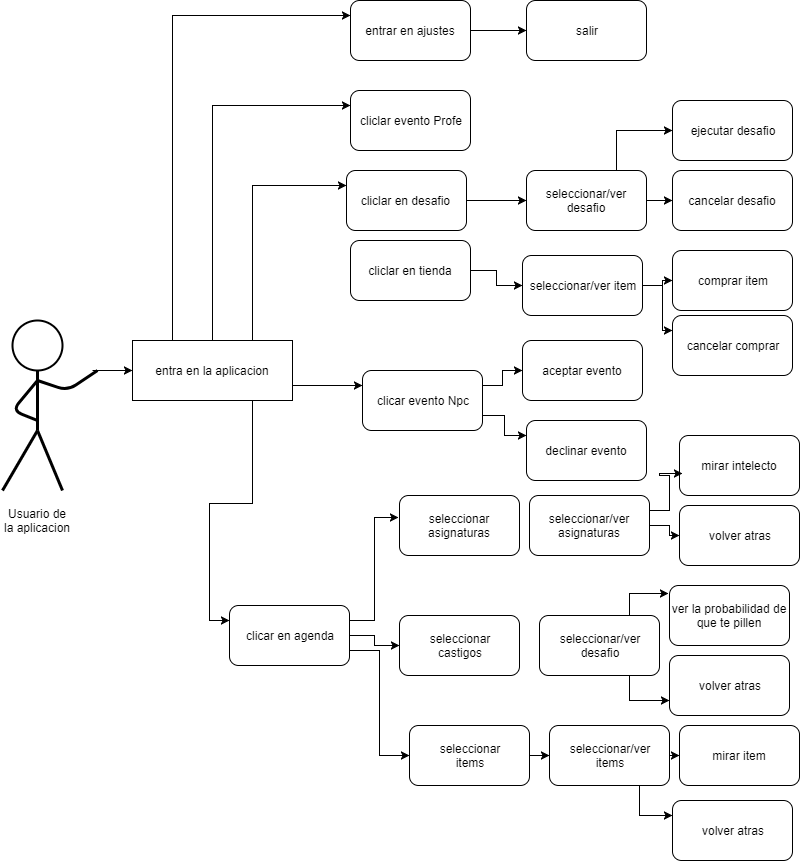 entrar en ajustes
salir
cliclar evento Profe
ejecutar desafio
cliclar en desafio
seleccionar/ver
desafio
cancelar desafio
cliclar en tienda
seleccionar/ver item
comprar item
cancelar comprar
entra en la aplicacion
aceptar evento
clicar evento Npc
declinar evento
mirar intelecto
Usuario de
la aplicacion
seleccionar
asignaturas
seleccionar/ver
asignaturas
volver atras
clicar en agenda
seleccionar
castigos
seleccionar/ver
desafio
ver la probabilidad de
que te pillen
volver atras
seleccionar
items
seleccionar/ver
items
mirar item
volver atras